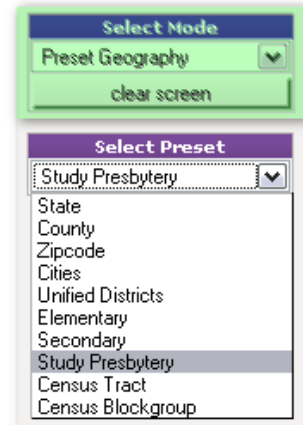 Select Mode
Preset Geography
clear screen
Select Preset
Study Presbytery
State
County
Zipcode
Cities
Unified Districts
Elementary
Secondary
Study Presbytery
Census Tract
Census Blockgroup